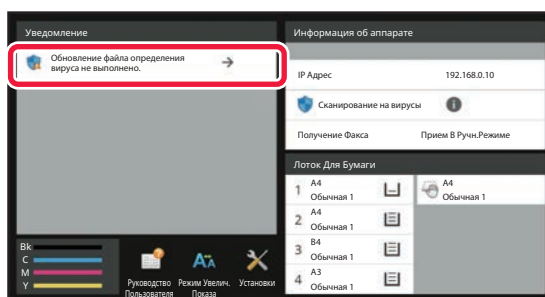 Уведомление
Обновление файла определения
вируса не выполнено.
Информация об аппарате
IP Адрес 192.168.0.10
Сканирование на вирусы
Получение Факса Прием В Ручн.Режиме
Лоток Для Бумаги
1 A4
Обычная 1
A4
Обычная 1
2 A4
Обычная 1
3 B4
Обычная 1
4 A3
Обычная 1
Bk
C
M
Y
Руководство
Пользователя
Режим Увелич.
Показа
Установки